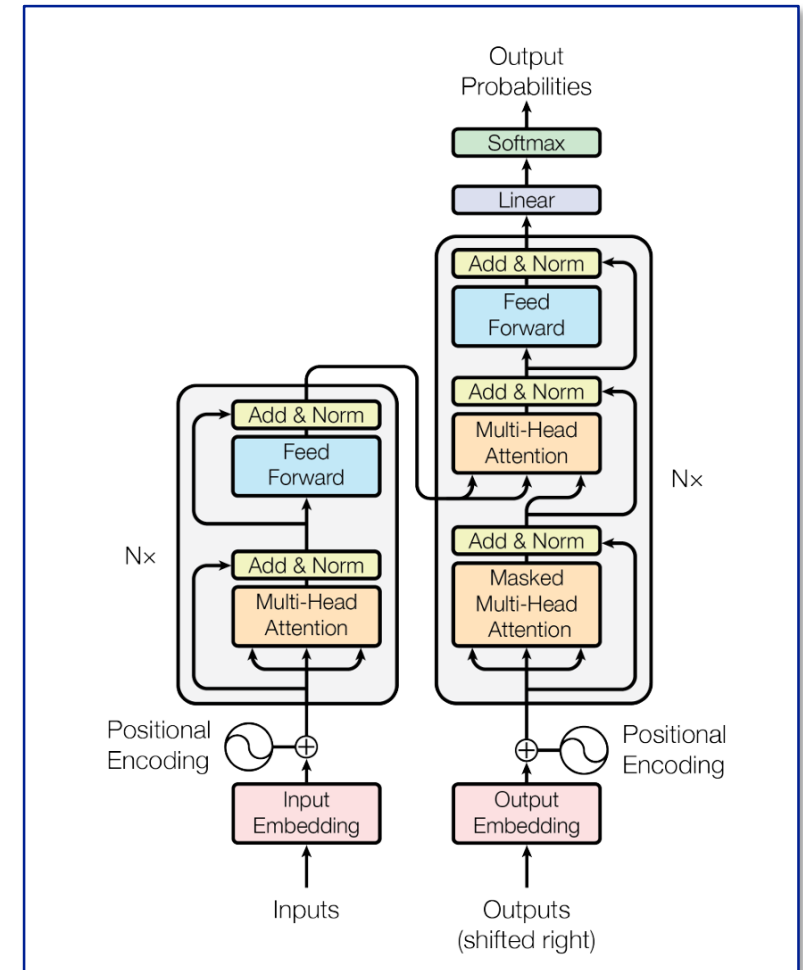 Output
Probabilities
Softmax
Linear
Add & Norm
Feed
Forward
Add & Norm
Multi-Head
Attention
Add & Norm
Masked
Multi-Head
Attention
Nx
Add & Norm
Feed
Forward
Add & Norm
Multi-Head
Attention
Nx
Positional
Encoding
Positional
Encoding
Input
Embedding
Output
Embedding
Inputs
Outputs
(shifted right)